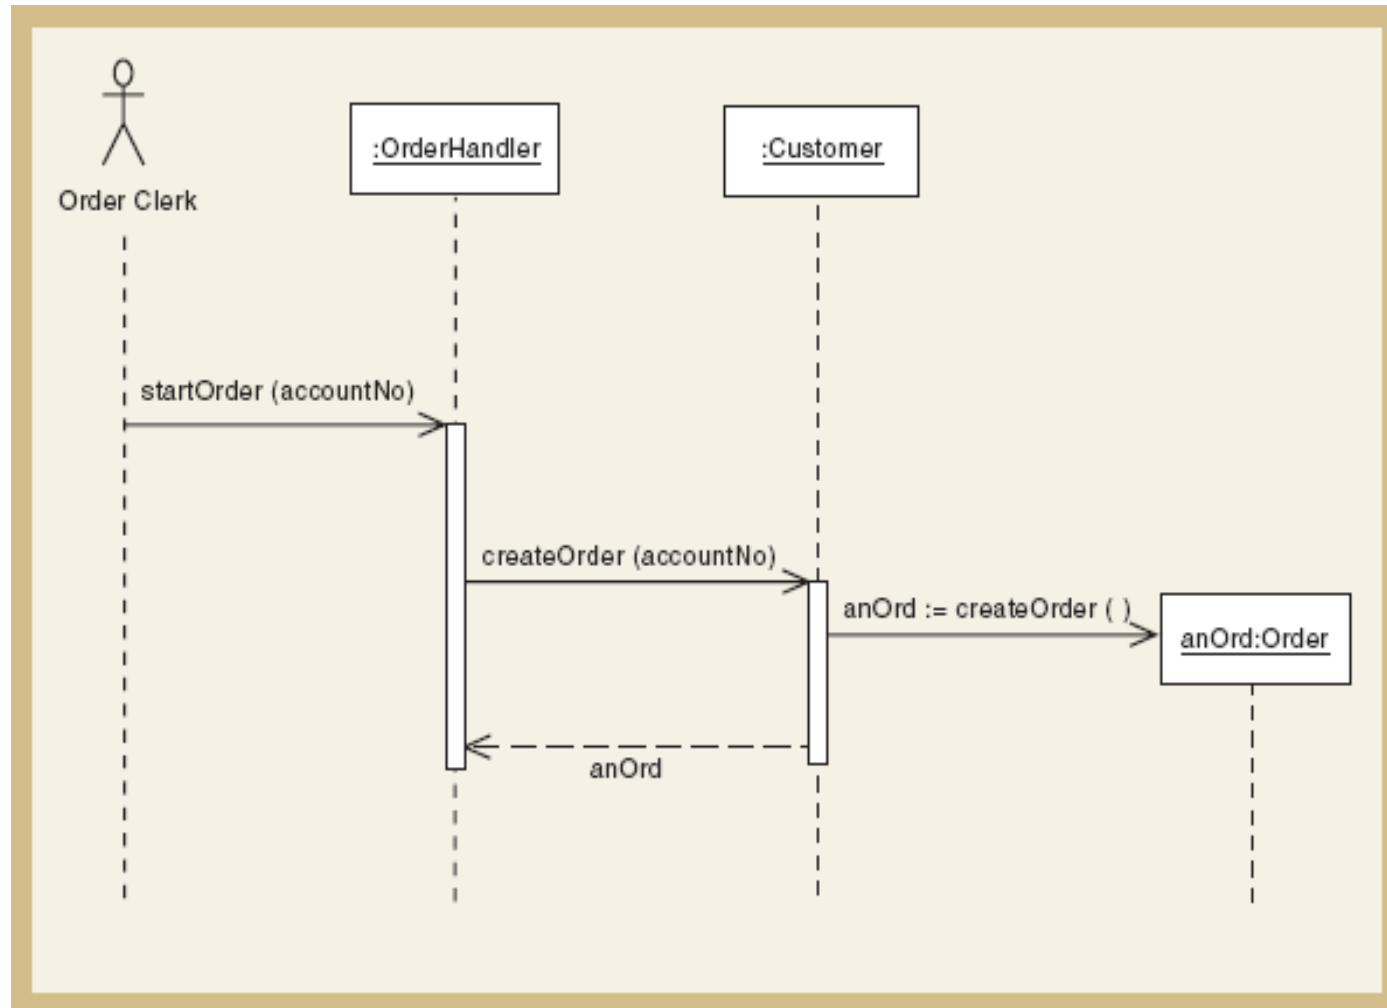 :OrderHandler
:Customer
Order Clerk
startOrder (accountNo)
createOrder (accountNo)
anOrd := createOrder ( )
anOrd:Order
anOrd